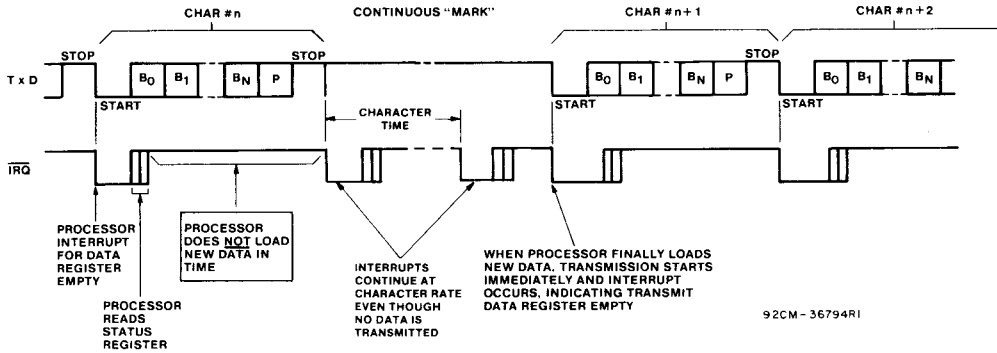 CHAR #n
CONTINUOUS "MARK"
CHAR #n+1
CHAR #n+2
STOP
STOP
STOP
T x D
B0
B1
BN
P
B0
B1
BN
P
B0
B1
BN
START
START
START
CHARACTER
TIME
IRQ
PROCESSOR
INTERRUPT
FOR DATA
REGISTER
EMPTY
PROCESSOR
READS
STATUS
REGISTER
PROCESSOR
DOES NOT LOAD
NEW DATA IN
TIME
INTERRUPTS
CONTINUE AT
CHARACTER RATE
EVEN THOUGH
NO DATA IS
TRANSMITTED
WHEN PROCESSOR FINALLY LOADS
NEW DATA, TRANSMISSION STARTS
IMMEDIATELY AND INTERRUPT
OCCURS, INDICATING TRANSMIT
DATA REGISTER EMPTY
92CM-36794R1